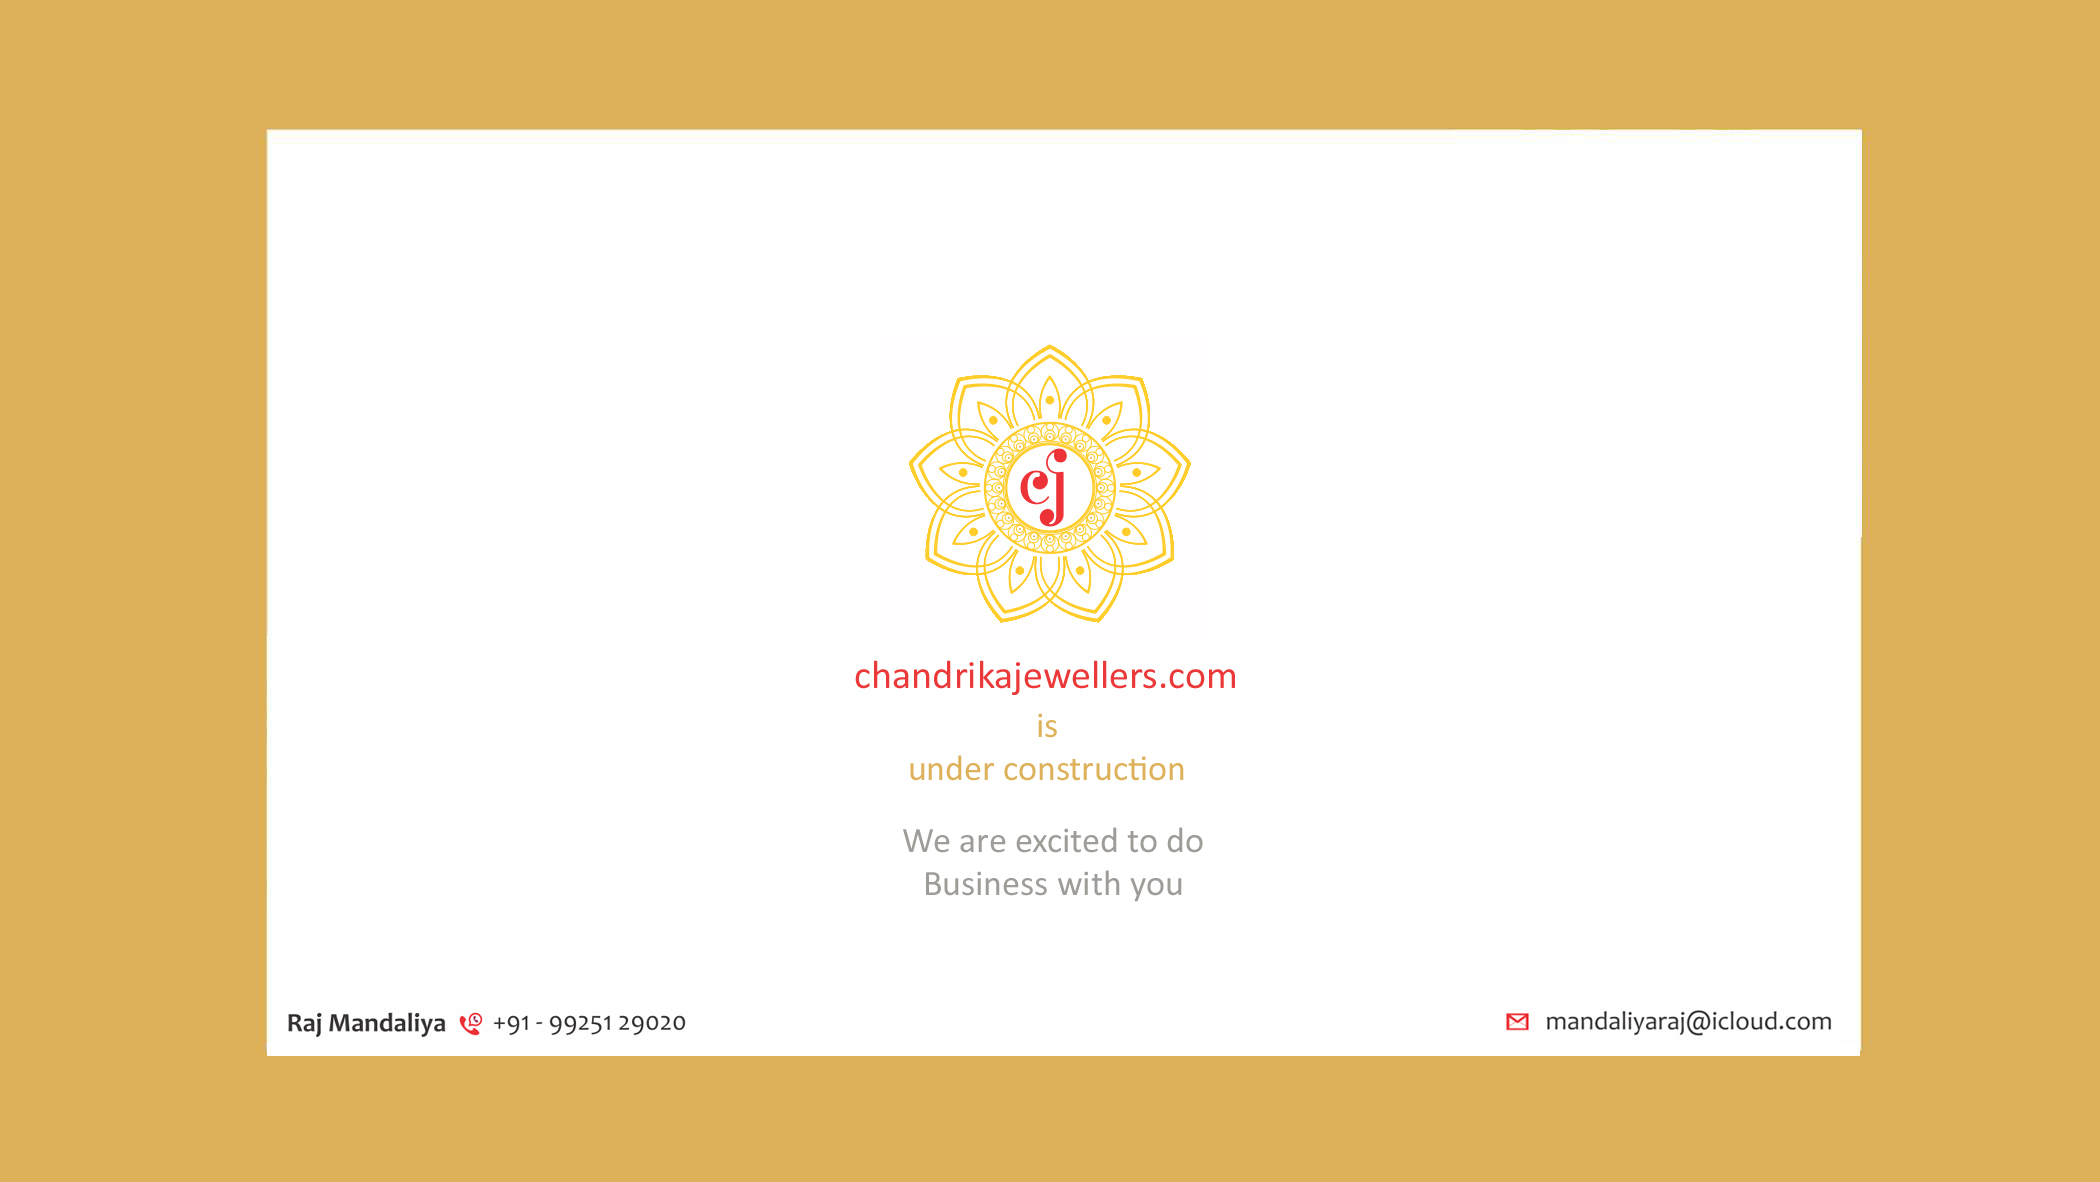 cj
chandrikajewellers.com
is
under construction
We are excited to do
Business with you
Raj Mandaliya +91 - 99251 29020
mandaliyaraj@icloud.com